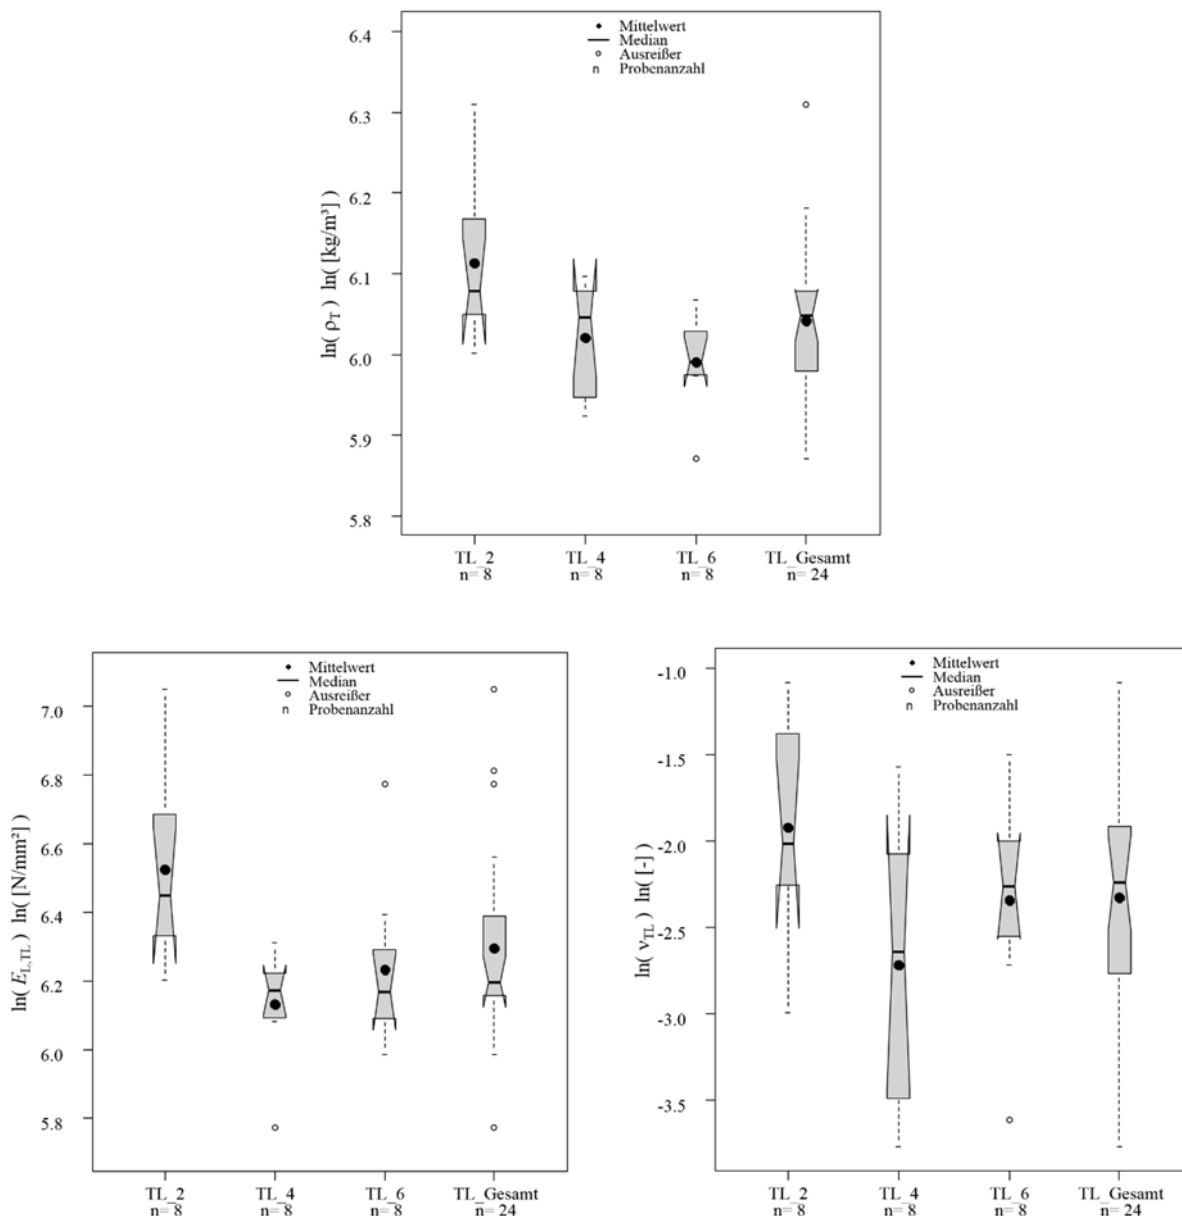 Mittelwert
Median
Ausreißer
n Probenanzahl
ln( ρT ) ln( [kg/m³] )
6.4
6.3
6.2
6.1
6.0
5.9
5.8
TL_2 TL_4 TL_6 TL_Gesamt
n= 8 n= 8 n= 8 n= 24
Mittelwert
Median
Ausreißer
n Probenanzahl
ln( EL,TL ) ln( [N/mm²] )
7.0
6.8
6.6
6.4
6.2
6.0
5.8
TL_2 TL_4 TL_6 TL_Gesamt
n= 8 n= 8 n= 8 n= 24
Mittelwert
Median
Ausreißer
n Probenanzahl
ln( νTL ) ln( [-] )
-1.0
-1.5
-2.0
-2.5
-3.0
-3.5
TL_2 TL_4 TL_6 TL_Gesamt
n= 8 n= 8 n= 8 n= 24